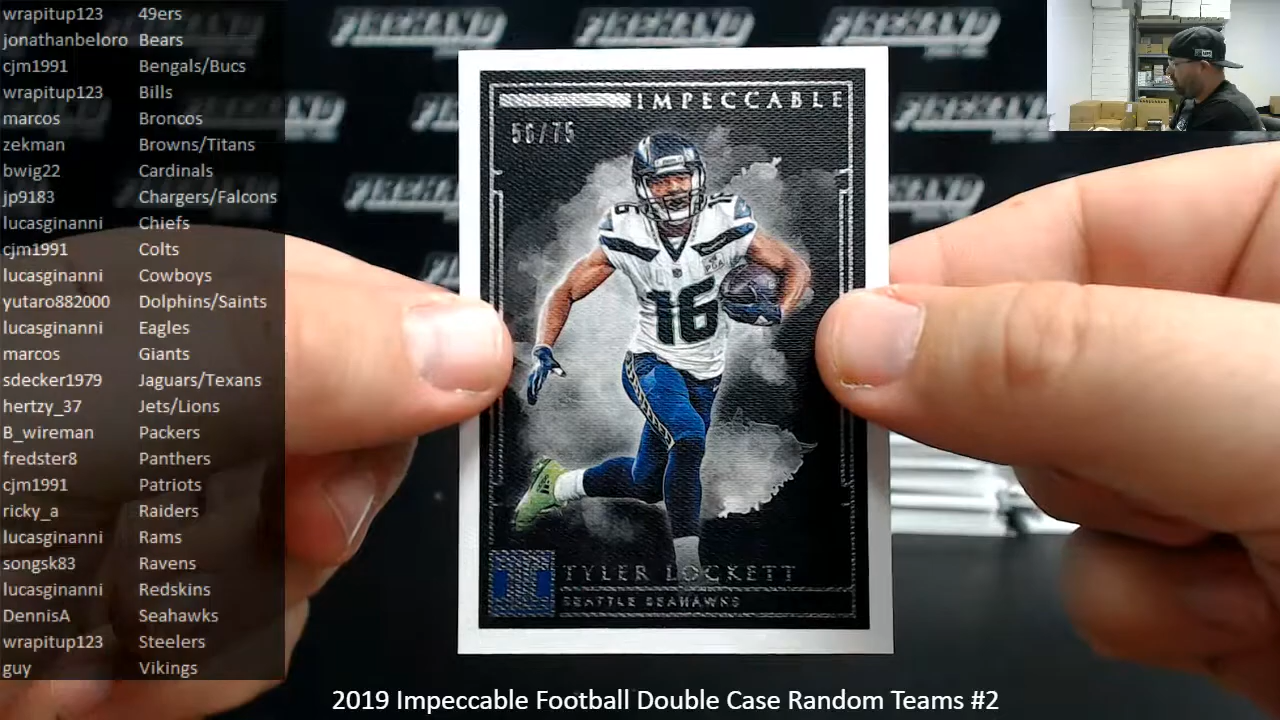 wrapitup123 49ers
jonathanbeloro Bears
cjm1991 Bengals/Bucs
wrapitup123 Bills
marcos Broncos
zekman Browns/Titans
bwig22 Cardinals
jp9183 Chargers/Falcons
lucasginanni Chiefs
cjm1991 Colts
lucasginanni Cowboys
yutaro882000 Dolphins/Saints
lucasginanni Eagles
marcos Giants
sdecker1979 Jaguars/Texans
hertzy_37 Jets/Lions
B_wireman Packers
fredster8 Panthers
cjm1991 Patriots
ricky_a Raiders
lucasginanni Rams
songsk83 Ravens
lucasginanni Redskins
DennisA Seahawks
wrapitup123 Steelers
guy Vikings
IMPECCABLE
16
16
TYLER LOCKETT
SEATTLE SEAHAWKS
2019 Impeccable Football Double Case Random Teams #2